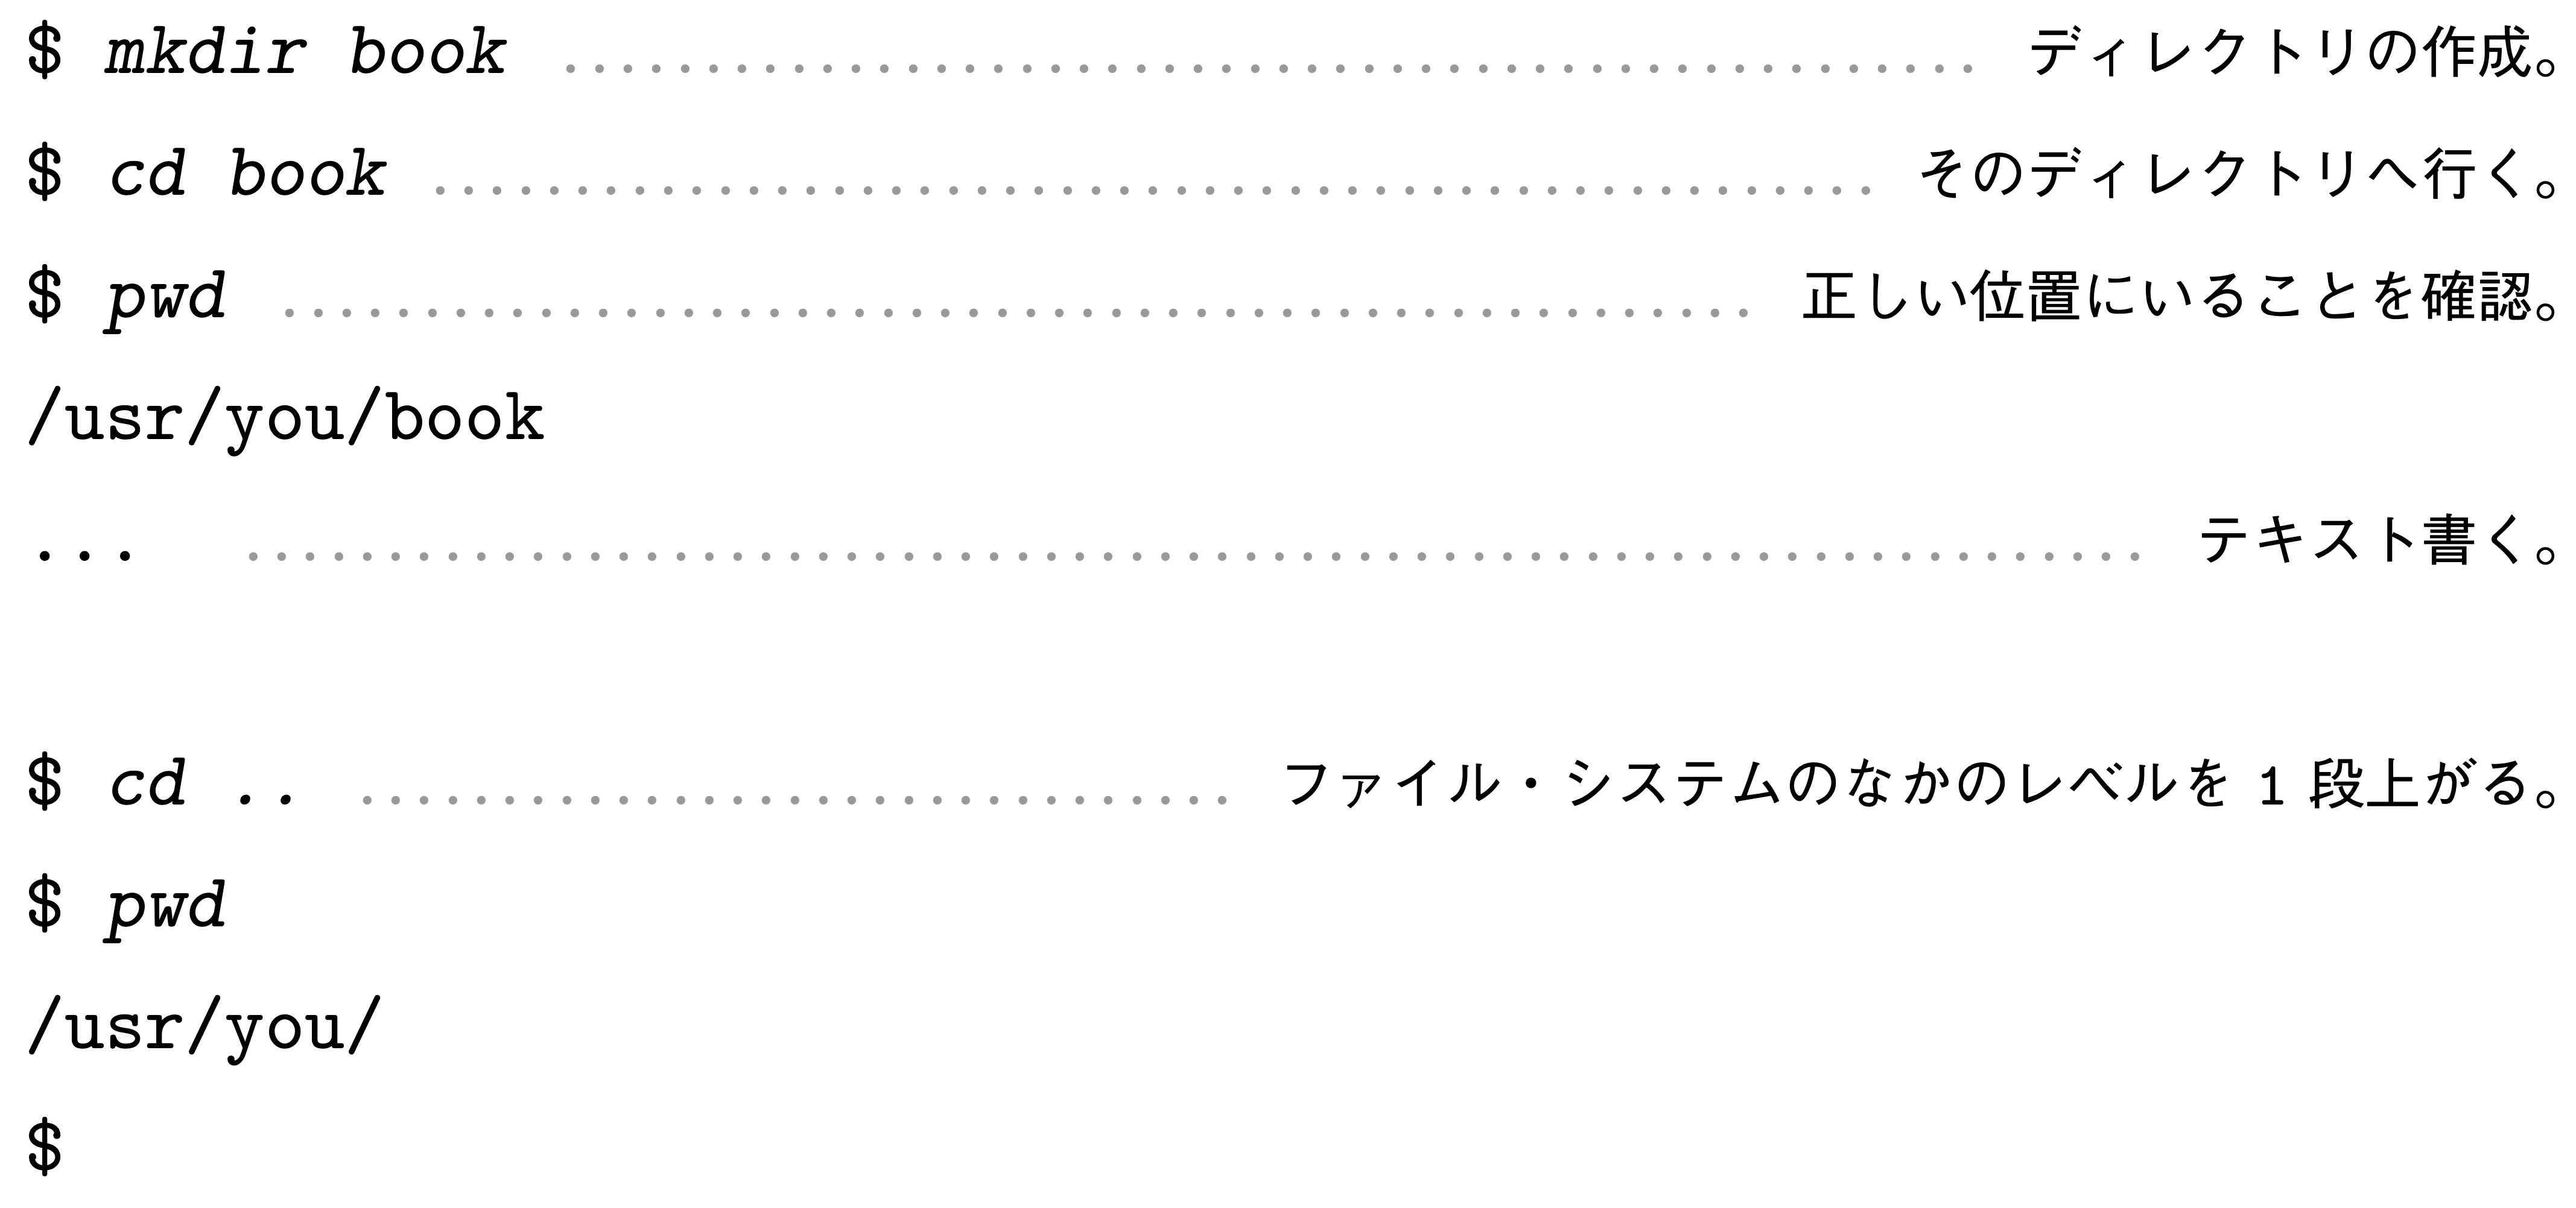 $ mkdir book ディレクトリの作成。
$ cd book そのディレクトリへ行く。
$ pwd 正しい位置にいることを確認。
/usr/you/book
... テキスト書く。
$ cd .. ファイル・システムのなかのレベルを 1 段上がる。
$ pwd
/usr/you/
$